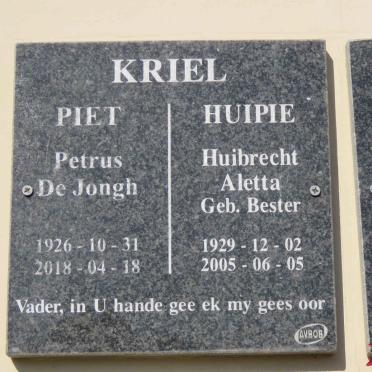 KRIEL
PIET
Petrus
De Jongh
1926 - 10 - 31
2018 - 04 - 18
HUIPIE
Huibrecht
Aletta
Geb. Bester
1929 - 12 - 02
2005 - 06 - 05
Vader, in U hande gee ek my gees oor
AVBOB